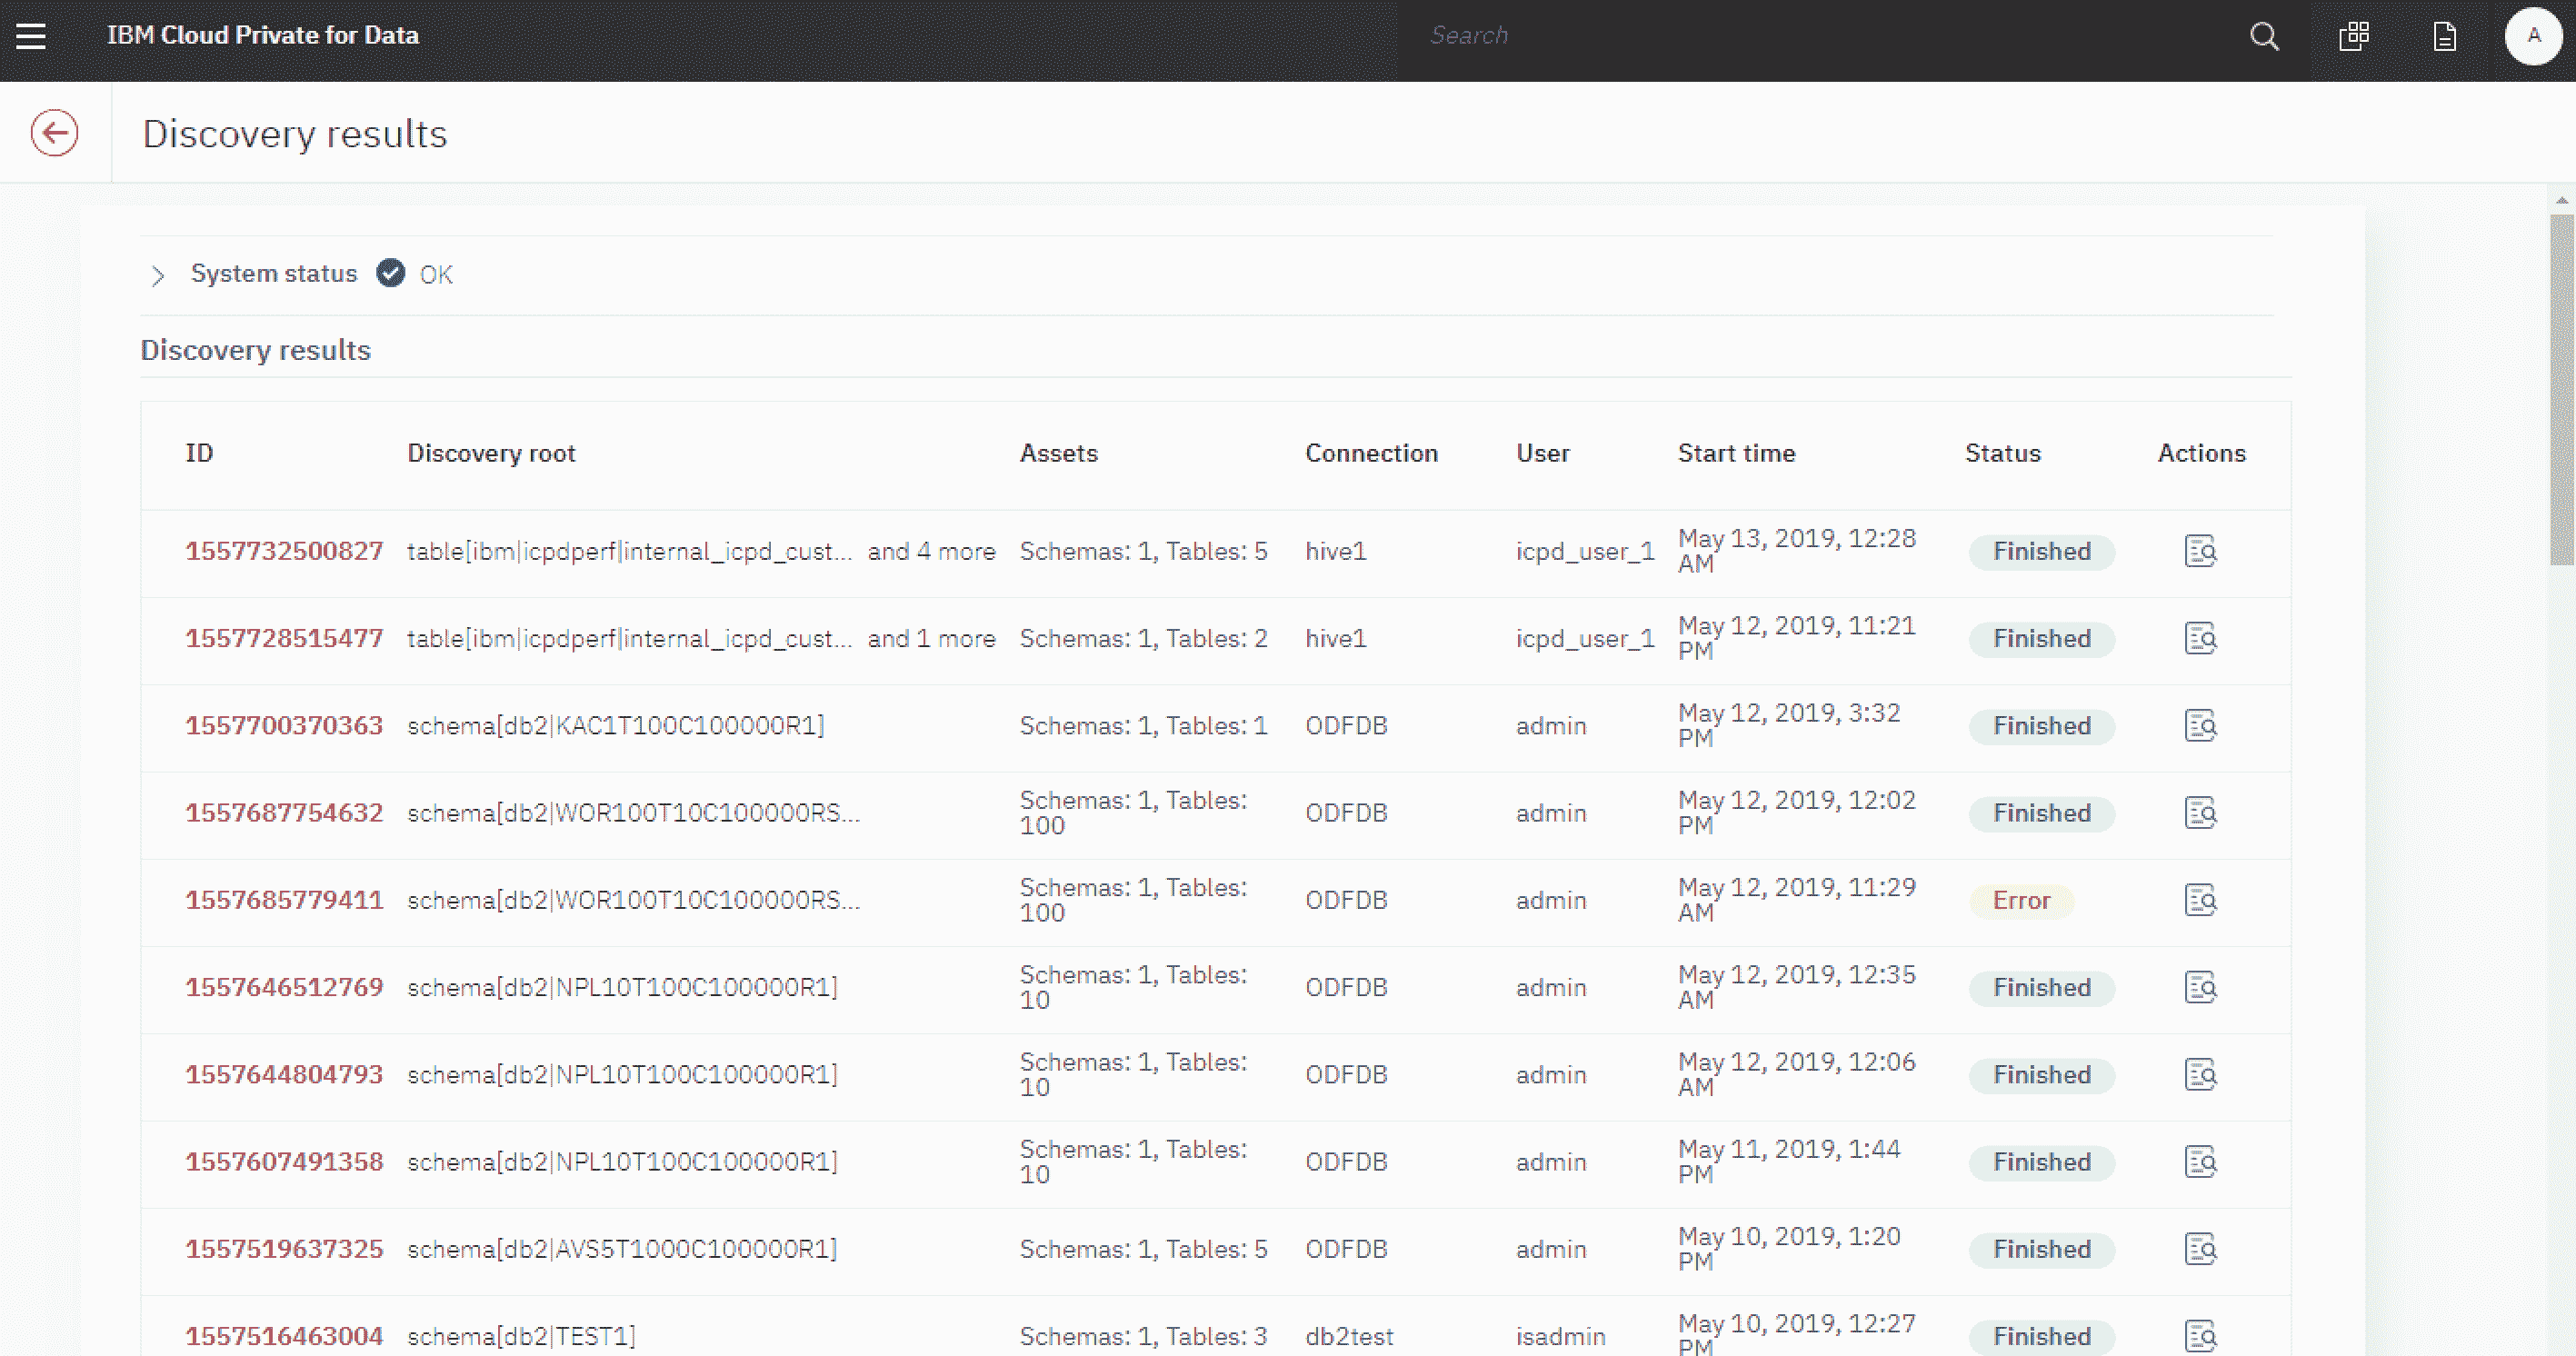 IBM Cloud Private for Data
Search
A
Discovery results
System status OK
Discovery results
ID Discovery root Assets Connection User Start time Status Actions
1557732500827 table[ibm|icpdperf|internal_icpd_cust... and 4 more Schemas: 1, Tables: 5 hive1 icpd_user_1 May 13, 2019, 12:28 AM Finished
1557728515477 table[ibm|icpdperf|internal_icpd_cust... and 1 more Schemas: 1, Tables: 2 hive1 icpd_user_1 May 12, 2019, 11:21 PM Finished
1557700370363 schema[db2|KAC1T100C100000R1] Schemas: 1, Tables: 1 ODFDB admin May 12, 2019, 3:32 PM Finished
1557687754632 schema[db2|WOR100T10C100000RS... Schemas: 1, Tables: 100 ODFDB admin May 12, 2019, 12:02 PM Finished
1557685779411 schema[db2|WOR100T10C100000RS... Schemas: 1, Tables: 100 ODFDB admin May 12, 2019, 11:29 AM Error
1557646512769 schema[db2|NPL10T100C100000R1] Schemas: 1, Tables: 10 ODFDB admin May 12, 2019, 12:35 AM Finished
1557644804793 schema[db2|NPL10T100C100000R1] Schemas: 1, Tables: 10 ODFDB admin May 12, 2019, 12:06 AM Finished
1557607491358 schema[db2|NPL10T100C100000R1] Schemas: 1, Tables: 10 ODFDB admin May 11, 2019, 1:44 PM Finished
1557519637325 schema[db2|AVS5T1000C100000R1] Schemas: 1, Tables: 5 ODFDB admin May 10, 2019, 1:20 PM Finished
1557516463004 schema[db2|TEST1] Schemas: 1, Tables: 3 db2test isadmin May 10, 2019, 12:27 PM Finished